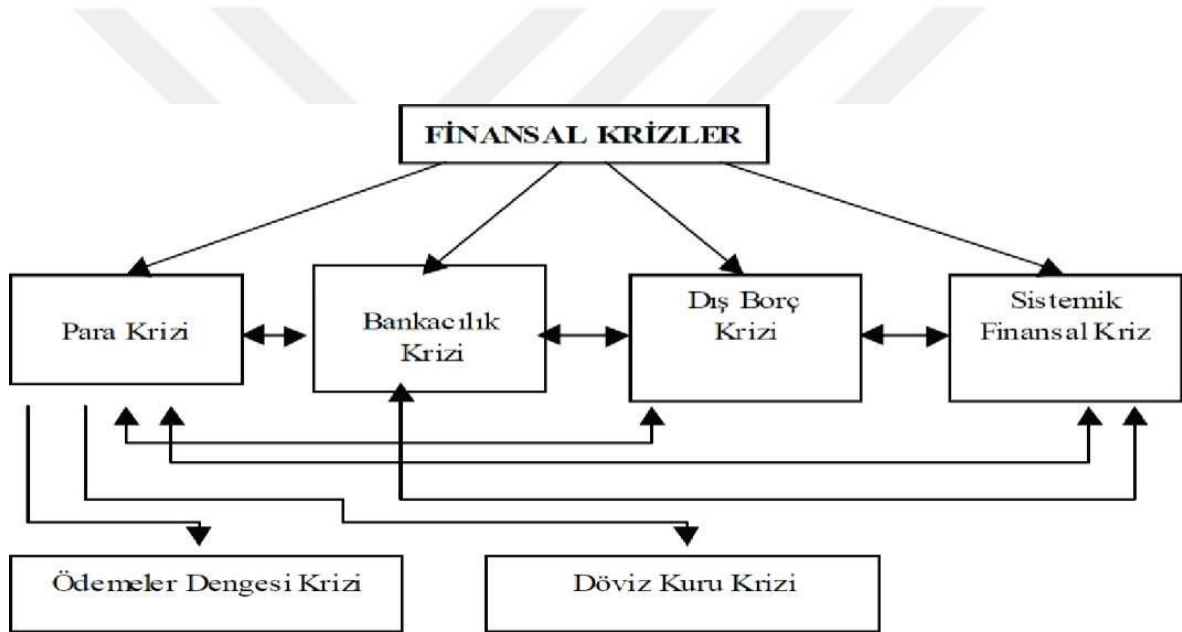 FİNANSAL KRİZLER
Para Krizi
Bankacılık
Krizi
Dış Borç
Krizi
Sistemik
Finansal Kriz
Ödemeler Dengesi Krizi
Döviz Kuru Krizi